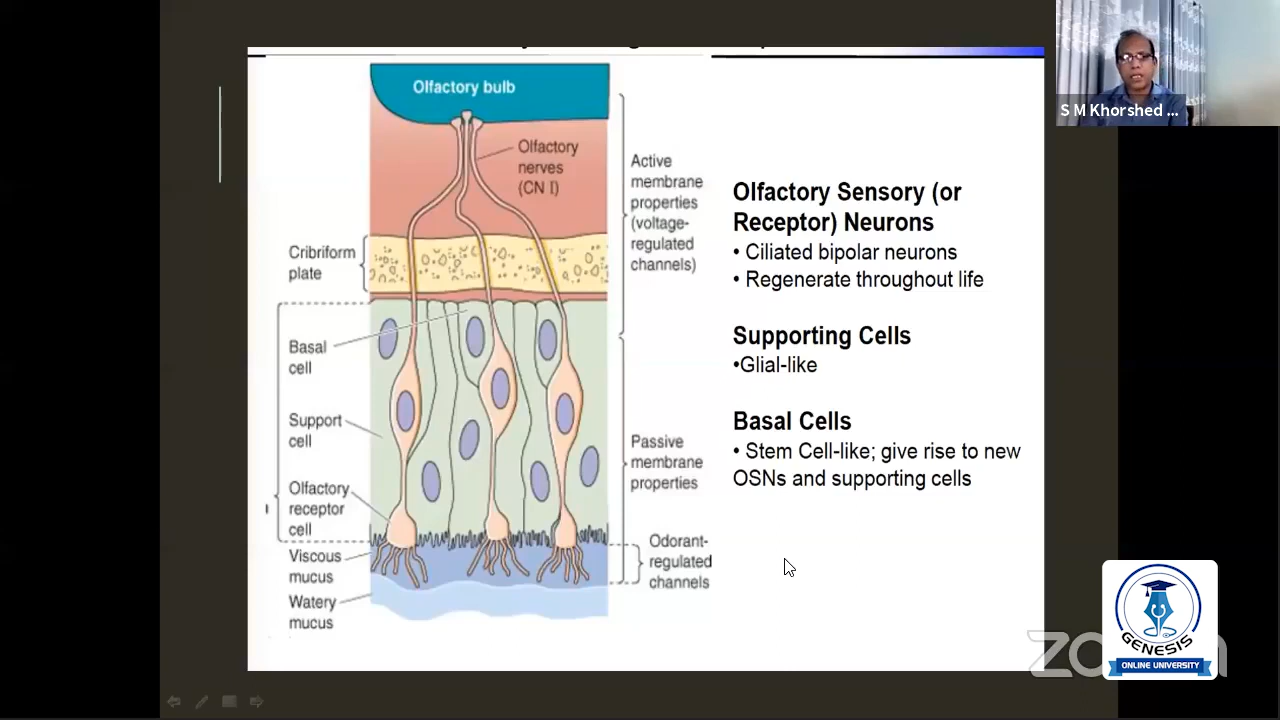 Olfactory bulb
Olfactory
nerves
(CN I)
Cribriform
plate
Basal
cell
Support
cell
Olfactory
receptor
cell
Viscous
mucus
Watery
mucus
Active
membrane
properties
(voltage-
regulated
channels)
Passive
membrane
properties
Odorant-
regulated
channels
Olfactory Sensory (or
Receptor) Neurons
• Ciliated bipolar neurons
• Regenerate throughout life
Supporting Cells
•Glial-like
Basal Cells
• Stem Cell-like; give rise to new
OSNs and supporting cells
S M Khorshed ...
GENESIS
ONLINE UNIVERSITY